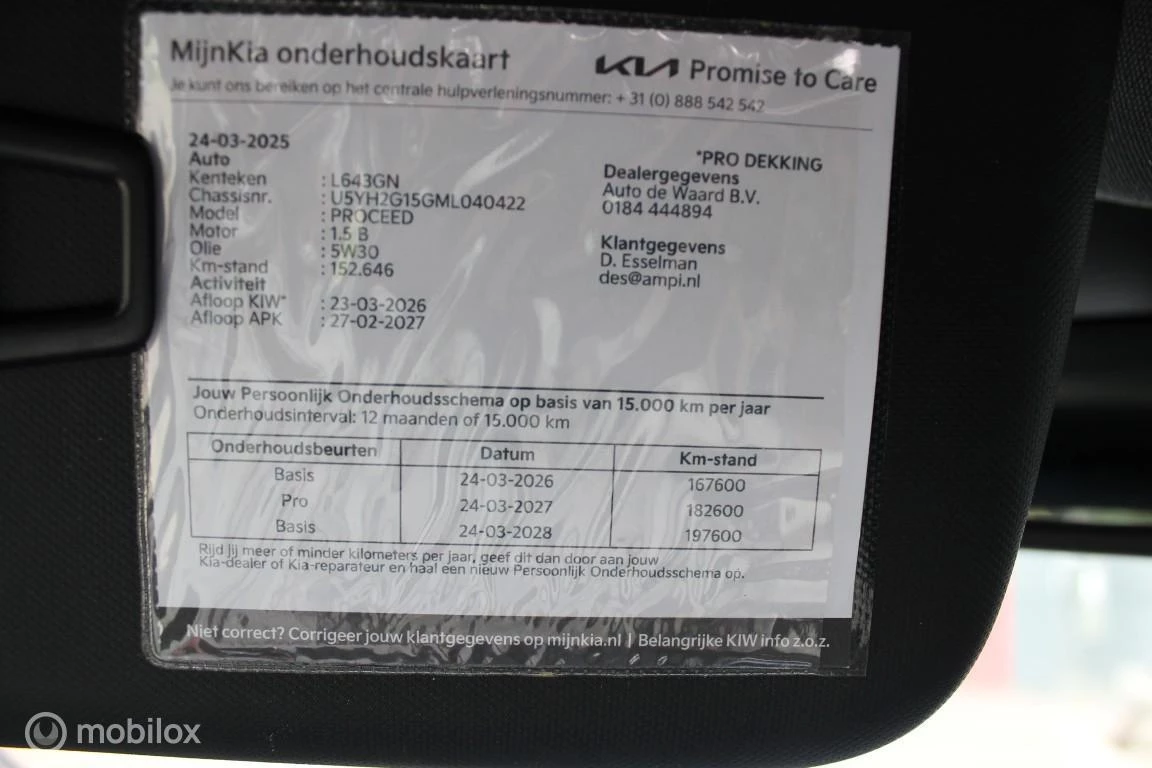 MijnKia onderhoudskaart
KIA Promise to Care
Je kunt ons bereiken op het centrale hulpverleningsnummer: + 31 (0) 888 542 542
24-03-2025
Auto
Kenteken : L643GN
Chassisnr. : U5YH2G15GML040422
Model : PROCEED
Motor : 1.5 B
Olie : 5W30
Km-stand : 152.646
Activiteit
Afloop KIW* : 23-03-2026
Afloop APK : 27-02-2027
*PRO DEKKING
Dealergegevens
Auto de Waard B.V.
0184 444894
Klantgegevens
D. Esselman
des@ampi.nl
Jouw Persoonlijk Onderhoudsschema op basis van 15.000 km per jaar
Onderhoudsinterval: 12 maanden of 15.000 km
Onderhoudsbeurten Datum Km-stand
Basis 24-03-2026 167600
Pro 24-03-2027 182600
Basis 24-03-2028 197600
Rijd jij meer of minder kilometers per jaar, geef dit dan door aan jouw
Kia-dealer of Kia-reparateur en haal een nieuw Persoonlijk Onderhoudsschema op.
Niet correct? Corrigeer jouw klantgegevens op mijnkia.nl | Belangrijke KIW info z.o.z.
mobilox